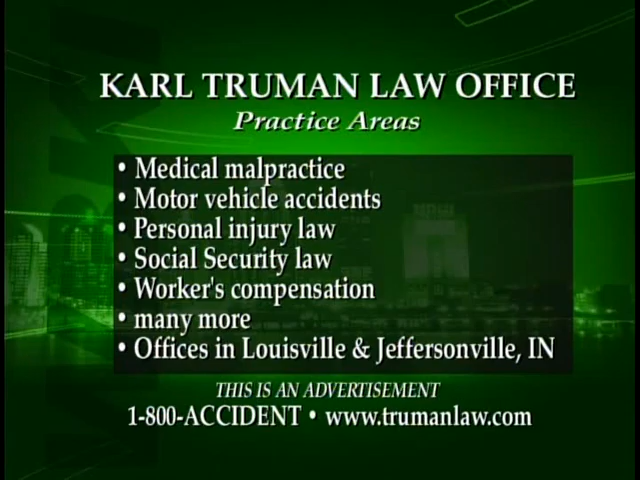 KARL TRUMAN LAW OFFICE
Practice Areas
• Medical malpractice
• Motor vehicle accidents
• Personal injury law
• Social Security law
• Worker's compensation
• many more
• Offices in Louisville & Jeffersonville, IN
THIS IS AN ADVERTISEMENT
1-800-ACCIDENT • www.trumanlaw.com